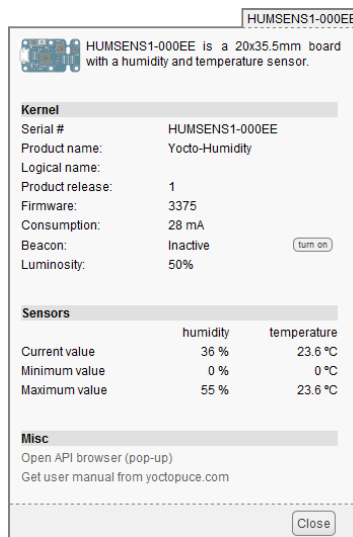 HUMSENS1-000EE
HUMSENS1-000EE is a 20x35.5mm board
with a humidity and temperature sensor.
Kernel
Serial # HUMSENS1-000EE
Product name: Yocto-Humidity
Logical name:
Product release: 1
Firmware: 3375
Consumption: 28 mA
Beacon: Inactive turn on
Luminosity: 50%
Sensors
humidity temperature
Current value 36 % 23.6 ºC
Minimum value 0 % 0 ºC
Maximum value 55 % 23.6 ºC
Misc
Open API browser (pop-up)
Get user manual from yoctopuce.com
Close